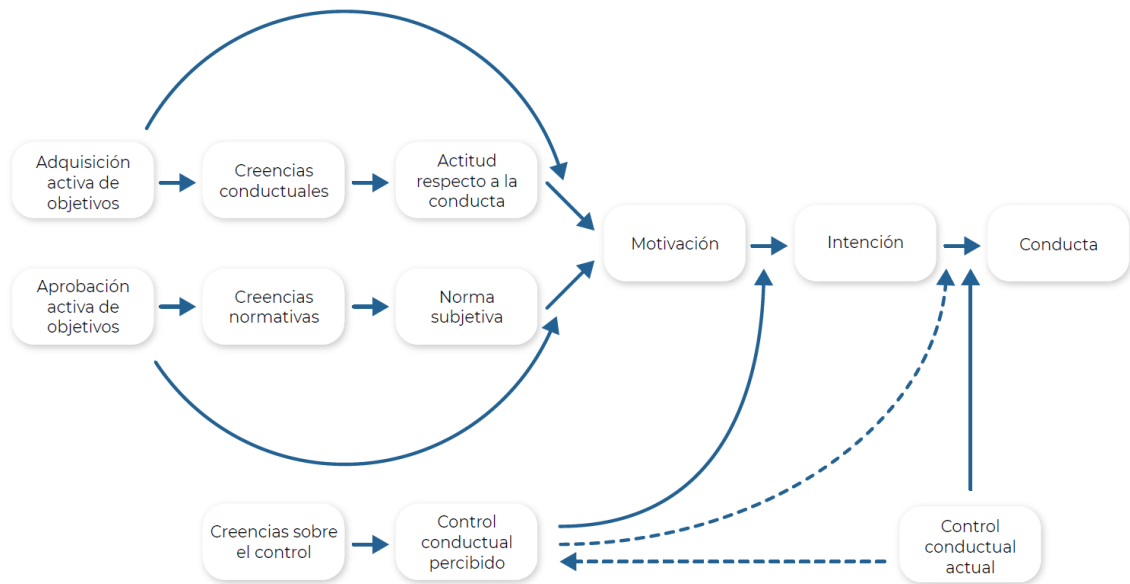 Adquisición
activa de
objetivos
Creencias
conductuales
Actitud
respecto a la
conducta
Motivación
Intención
Conducta
Aprobación
activa de
objetivos
Creencias
normativas
Norma
subjetiva
Creencias sobre
el control
Control
conductual
percibido
Control
conductual
actual